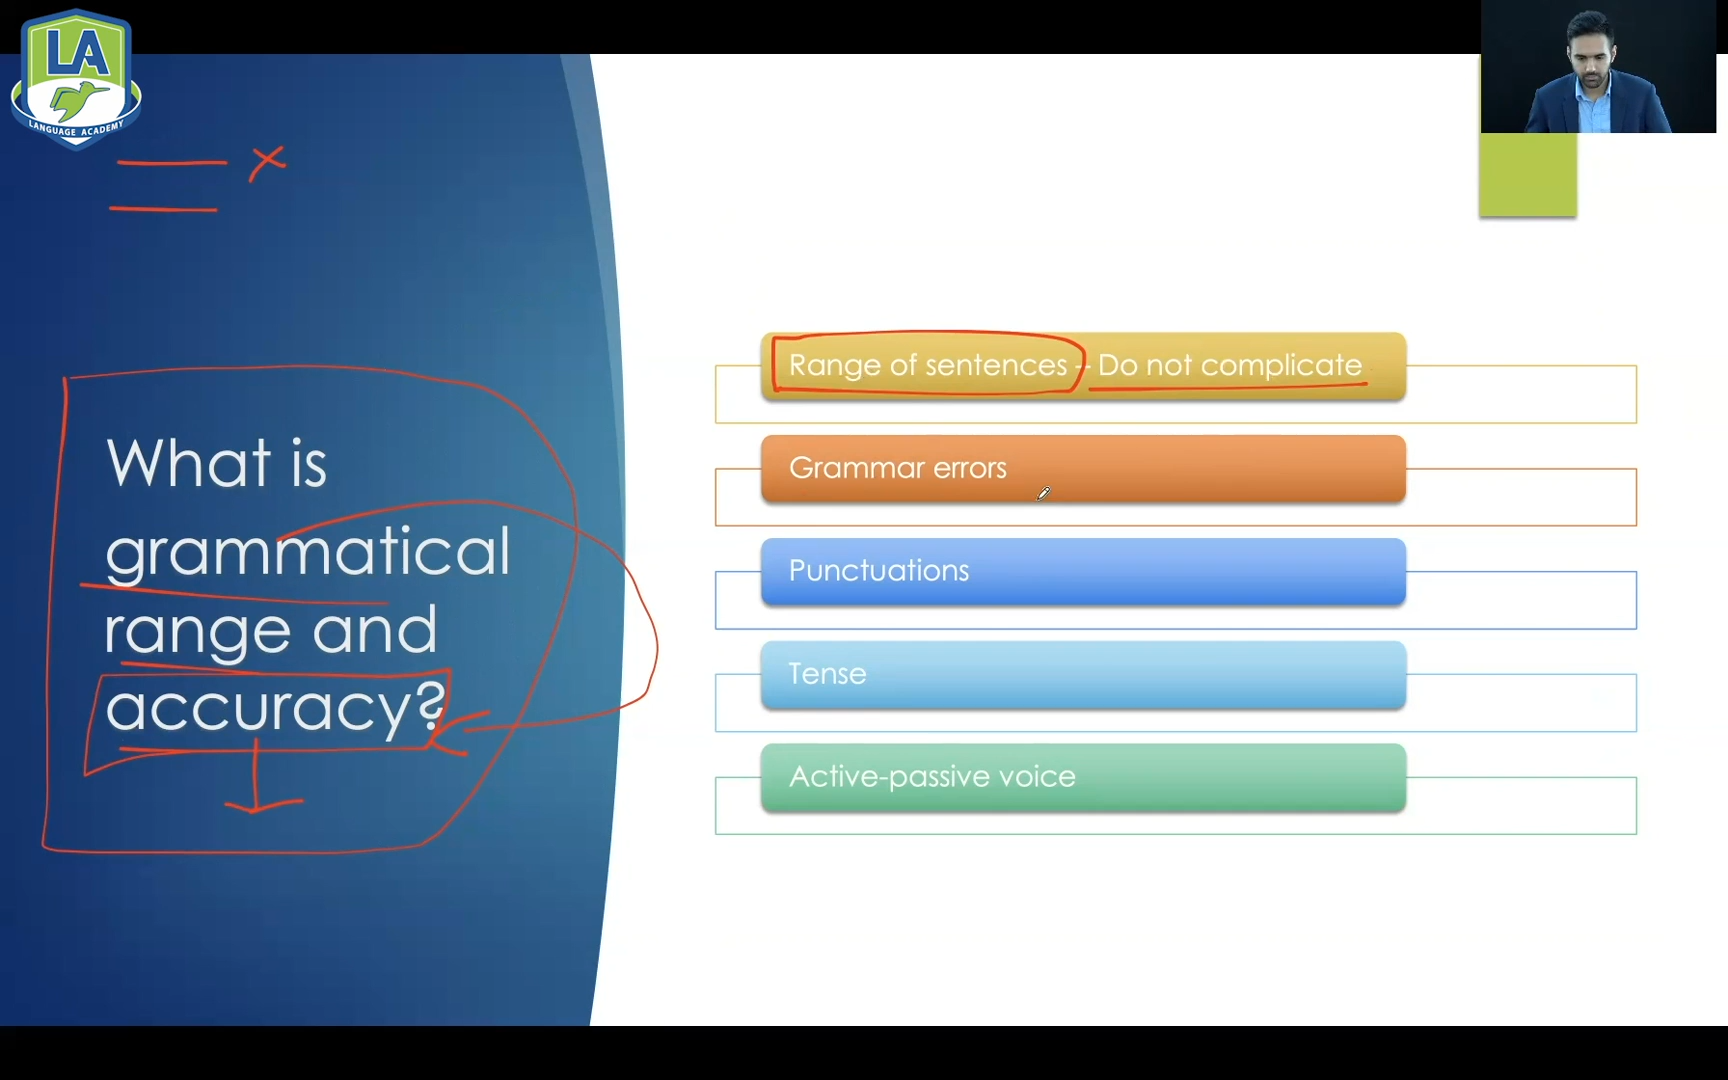 LA
LANGUAGE ACADEMY
What is
grammatical
range and
accuracy?
Range of sentences – Do not complicate
Grammar errors
Punctuations
Tense
Active-passive voice